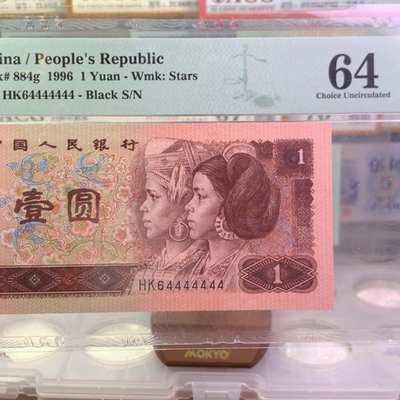 ina / People's Republic
k# 884g 1996 1 Yuan - Wmk: Stars
HK64444444 - Black S/N
64
Choice Uncirculated
中国人民银行
1
壹圆
1
HK64444444
MOKYO